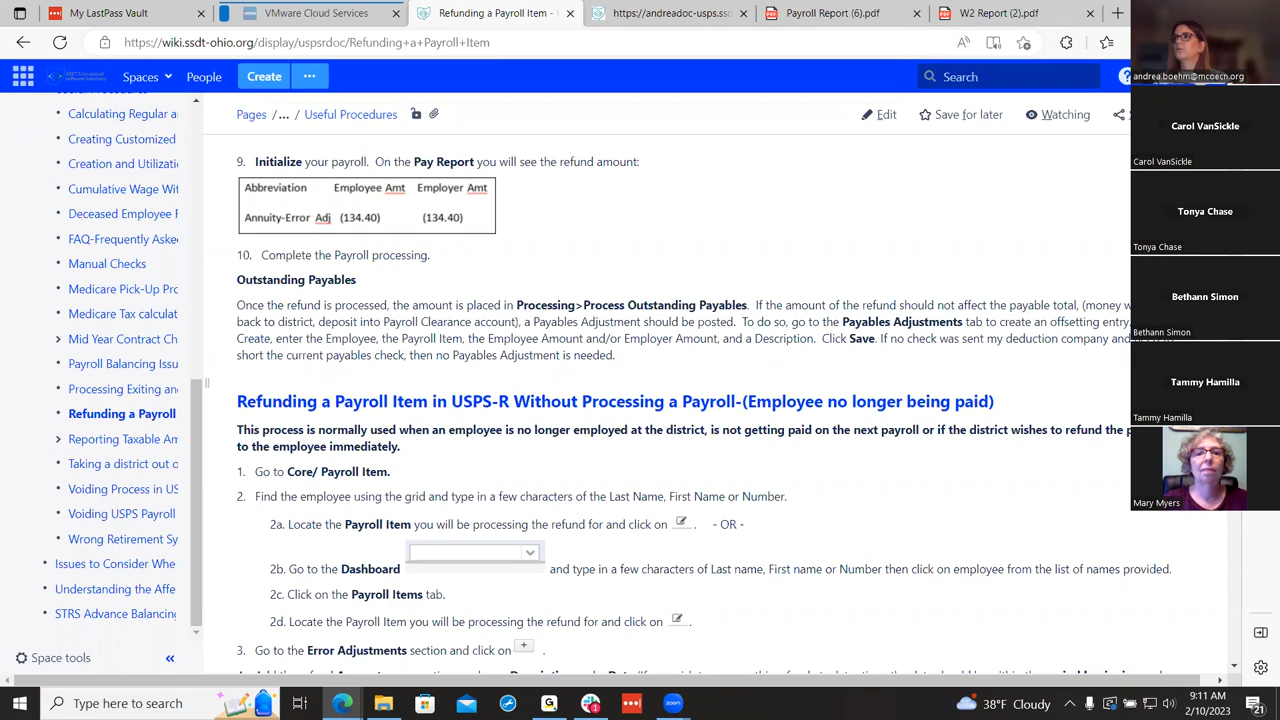 My LastPass Vault
VMware Cloud Services
Refunding a Payroll Item -
https://andreadoc-usps.ssd
Payroll Report (6).pdf
W2 Report (2).pdf
https://wiki.ssdt-ohio.org/display/uspsrdoc/Refunding+a+Payroll+Item
Spaces
People
Create
Search
Pages /... / Useful Procedures
Edit
Save for later
Watching
Calculating Regular a
Creating Customized
Creation and Utilizati
Cumulative Wage Wit
Deceased Employee F
FAQ-Frequently Aske
Manual Checks
Medicare Pick-Up Pro
Medicare Tax calculat
Mid Year Contract Ch
Payroll Balancing Issu
Processing Exiting an
Refunding a Payroll
Reporting Taxable Am
Taking a district out o
Voiding Process in US
Voiding USPS Payroll
Wrong Retirement Sy
Issues to Consider Whe
Understanding the Affe
STRS Advance Balancing
Space tools
9. Initialize your payroll. On the Pay Report you will see the refund amount:
Abbreviation Employee Amt Employer Amt
Annuity-Error Adj (134.40) (134.40)
10. Complete the Payroll processing.
Outstanding Payables
Once the refund is processed, the amount is placed in Processing>Process Outstanding Payables. If the amount of the refund should not affect the payable total, (money w
back to district, deposit into Payroll Clearance account), a Payables Adjustment should be posted. To do so, go to the Payables Adjustments tab to create an offsetting entry.
Create, enter the Employee, the Payroll Item, the Employee Amount and/or Employer Amount, and a Description. Click Save. If no check was sent my deduction company and
short the current payables check, then no Payables Adjustment is needed.
Refunding a Payroll Item in USPS-R Without Processing a Payroll-(Employee no longer being paid)
This process is normally used when an employee is no longer employed at the district, is not getting paid on the next payroll or if the district wishes to refund the p
to the employee immediately.
1. Go to Core/ Payroll Item.
2. Find the employee using the grid and type in a few characters of the Last Name, First Name or Number.
2a. Locate the Payroll Item you will be processing the refund for and click on . - OR -
2b. Go to the Dashboard and type in a few characters of Last name, First name or Number then click on employee from the list of names provided.
2c. Click on the Payroll Items tab.
2d. Locate the Payroll Item you will be processing the refund for and click on .
3. Go to the Error Adjustments section and click on + .
andrea.boehm@mcoecn.org
Carol VanSickle
Carol VanSickle
Tonya Chase
Tonya Chase
Bethann Simon
Bethann Simon
Tammy Hamilla
Tammy Hamilla
Mary Myers
Type here to search
zoom
38°F Cloudy
9:11 AM
2/10/2023
21